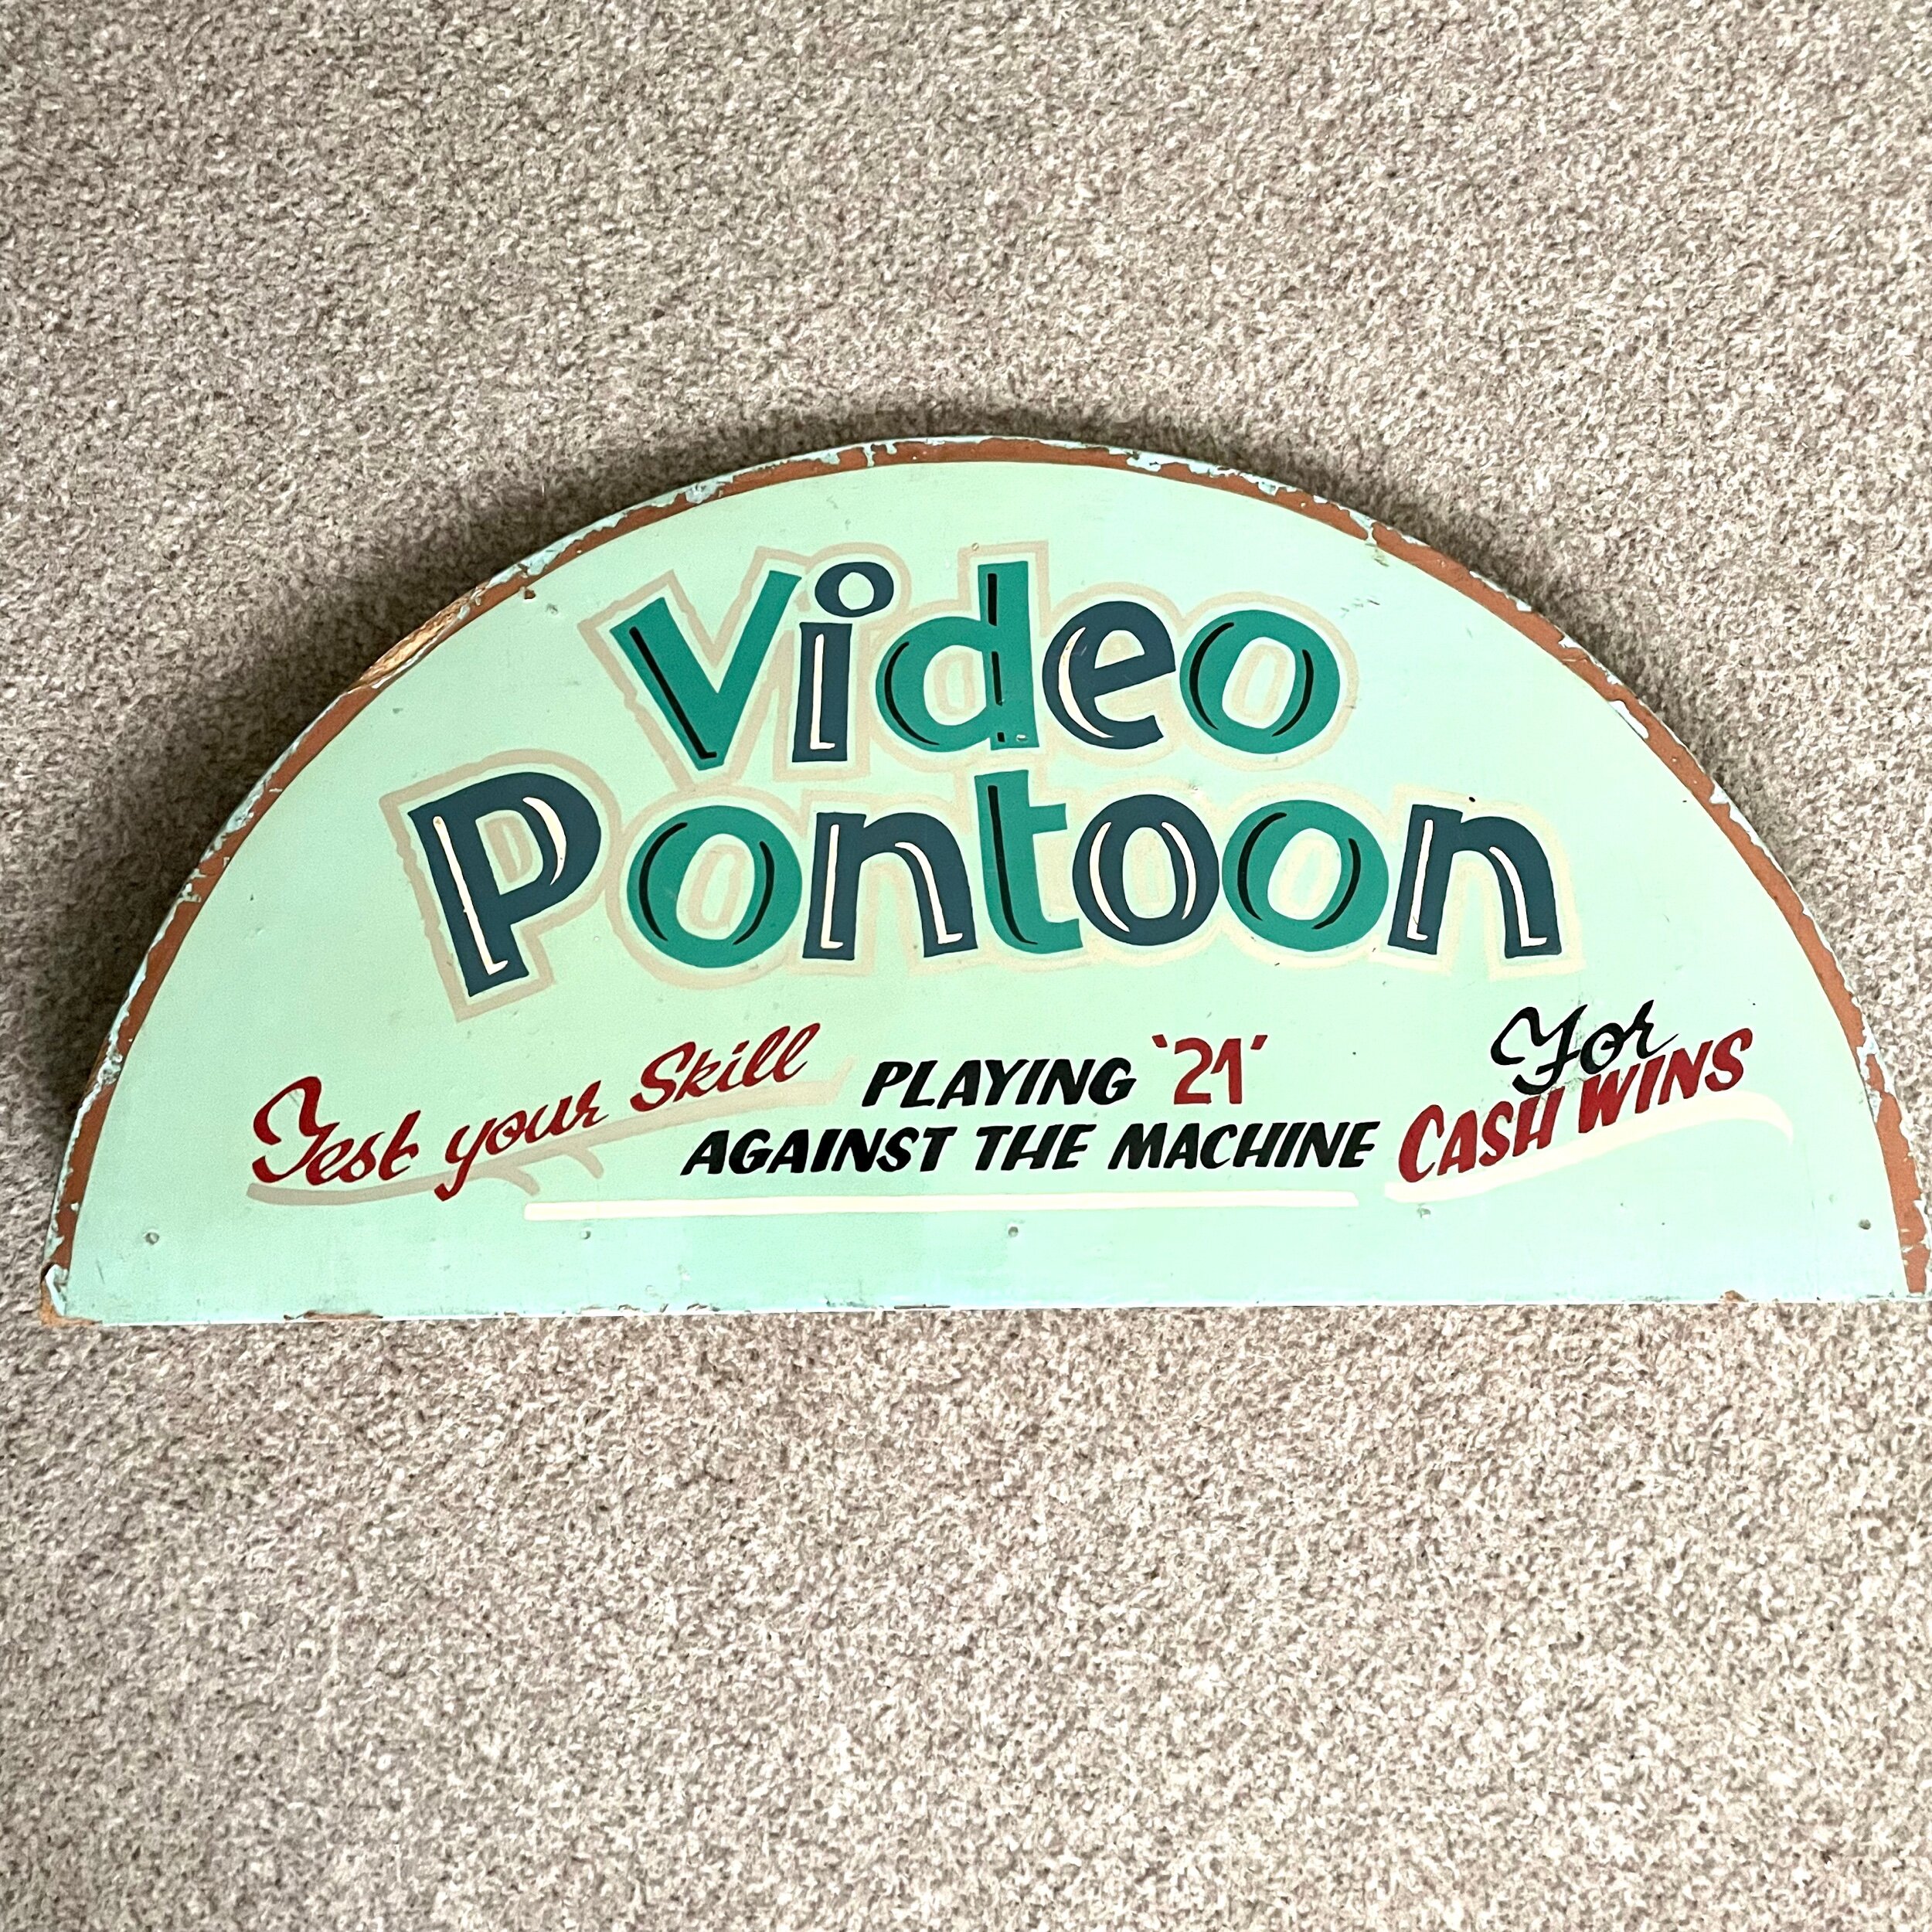 Video
Pontoon
Test your Skill
PLAYING '21'
AGAINST THE MACHINE
For
CASH WINS